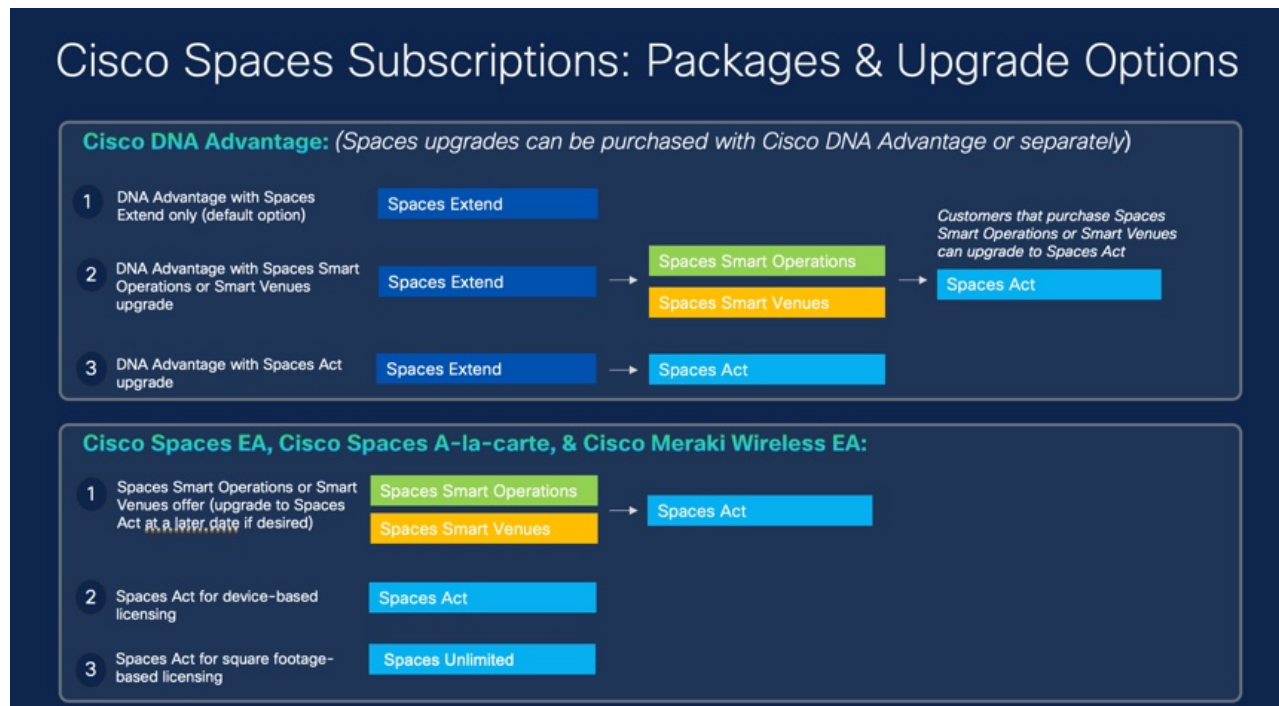 Cisco Spaces Subscriptions: Packages & Upgrade Options
Cisco DNA Advantage: (Spaces upgrades can be purchased with Cisco DNA Advantage or separately)
1
DNA Advantage with Spaces
Extend only (default option)
Spaces Extend
2
DNA Advantage with Spaces Smart
Operations or Smart Venues
upgrade
Spaces Extend
Spaces Smart Operations
Spaces Smart Venues
Customers that purchase Spaces
Smart Operations or Smart Venues
can upgrade to Spaces Act
Spaces Act
3
DNA Advantage with Spaces Act
upgrade
Spaces Extend
Spaces Act
Cisco Spaces EA, Cisco Spaces A-la-carte, & Cisco Meraki Wireless EA:
1
Spaces Smart Operations or Smart
Venues offer (upgrade to Spaces
Act at a later date if desired)
Spaces Smart Operations
Spaces Smart Venues
Spaces Act
2
Spaces Act for device-based
licensing
Spaces Act
3
Spaces Act for square footage-
based licensing
Spaces Unlimited